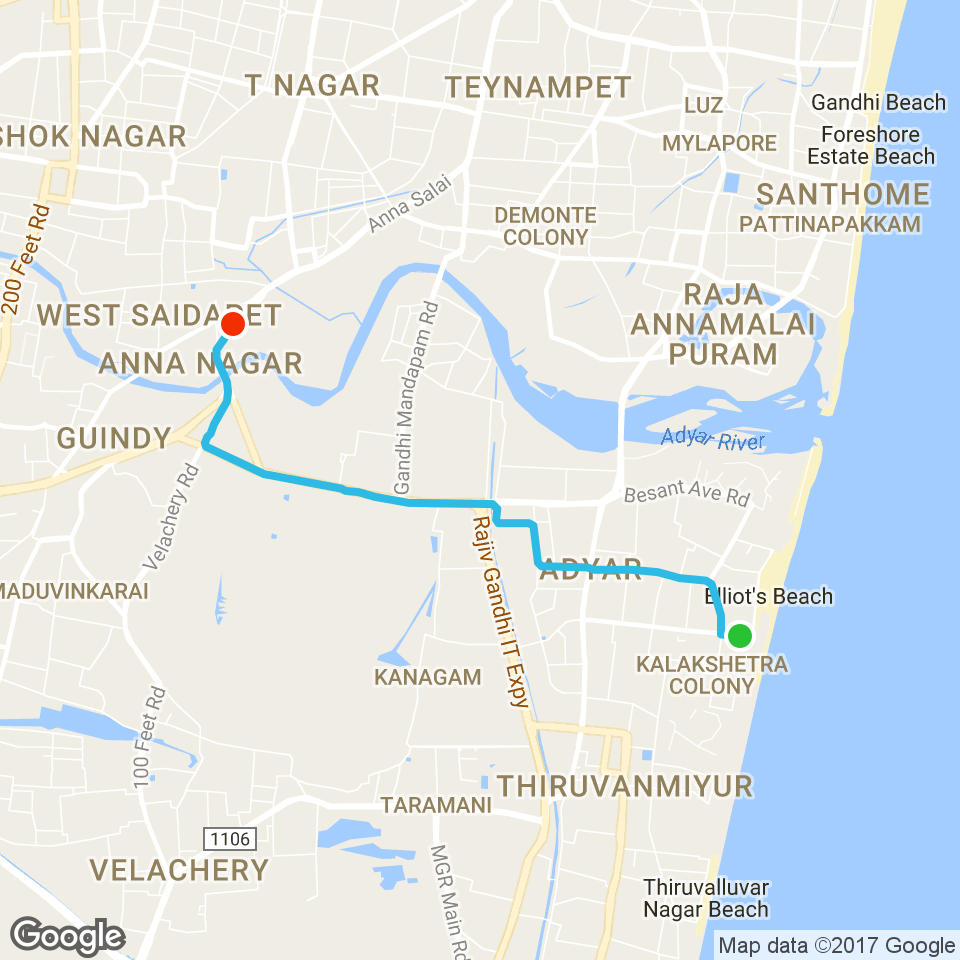 T NAGAR
TEYNAMPET
LUZ
Gandhi Beach
SHOK NAGAR
MYLAPORE
Foreshore
Estate Beach
SANTHOME
PATTINAPAKKAM
Anna Salai
DEMONTE
COLONY
200 Feet Rd
WEST SAIDAPET
RAJA
ANNAMALAI
PURAM
ANNA NAGAR
Gandhi Mandapam Rd
GUINDY
Adyar River
Velachery Rd
Besant Ave Rd
Rajiv Gandhi IT Expy
ADYAR
MADUVINKARAI
Elliot's Beach
KALAKSHETRA
COLONY
KANAGAM
100 Feet Rd
THIRUVANMIYUR
TARAMANI
1106
VELACHERY
MGR Main Rd
Thiruvalluvar
Nagar Beach
Google
Map data ©2017 Google